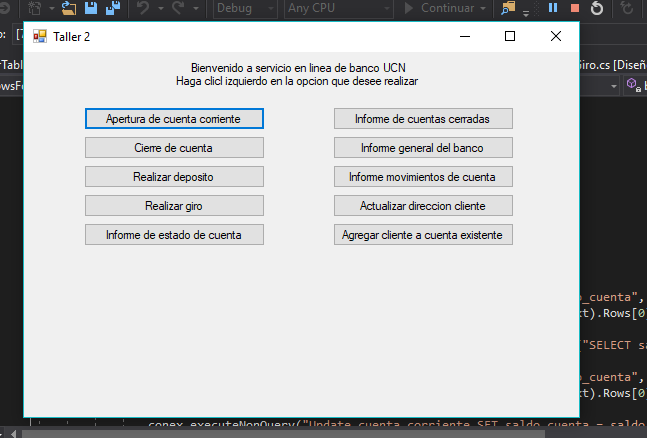 Debug
Any CPU
Continuar
Taller 2
Bienvenido a servicio en linea de banco UCN
Haga clicl izquierdo en la opcion que desee realizar
Apertura de cuenta corriente
Informe de cuentas cerradas
Cierre de cuenta
Informe general del banco
Realizar deposito
Informe movimientos de cuenta
Realizar giro
Actualizar direccion cliente
Informe de estado de cuenta
Agregar cliente a cuenta existente
Giro.cs [Diseñ
_cuenta",
xt).Rows[0
("SELECT sa
_cuenta",
xt).Rows[0
conex.executeNonQuery("Update cuenta_corriente SET saldo_cuenta = saldo_